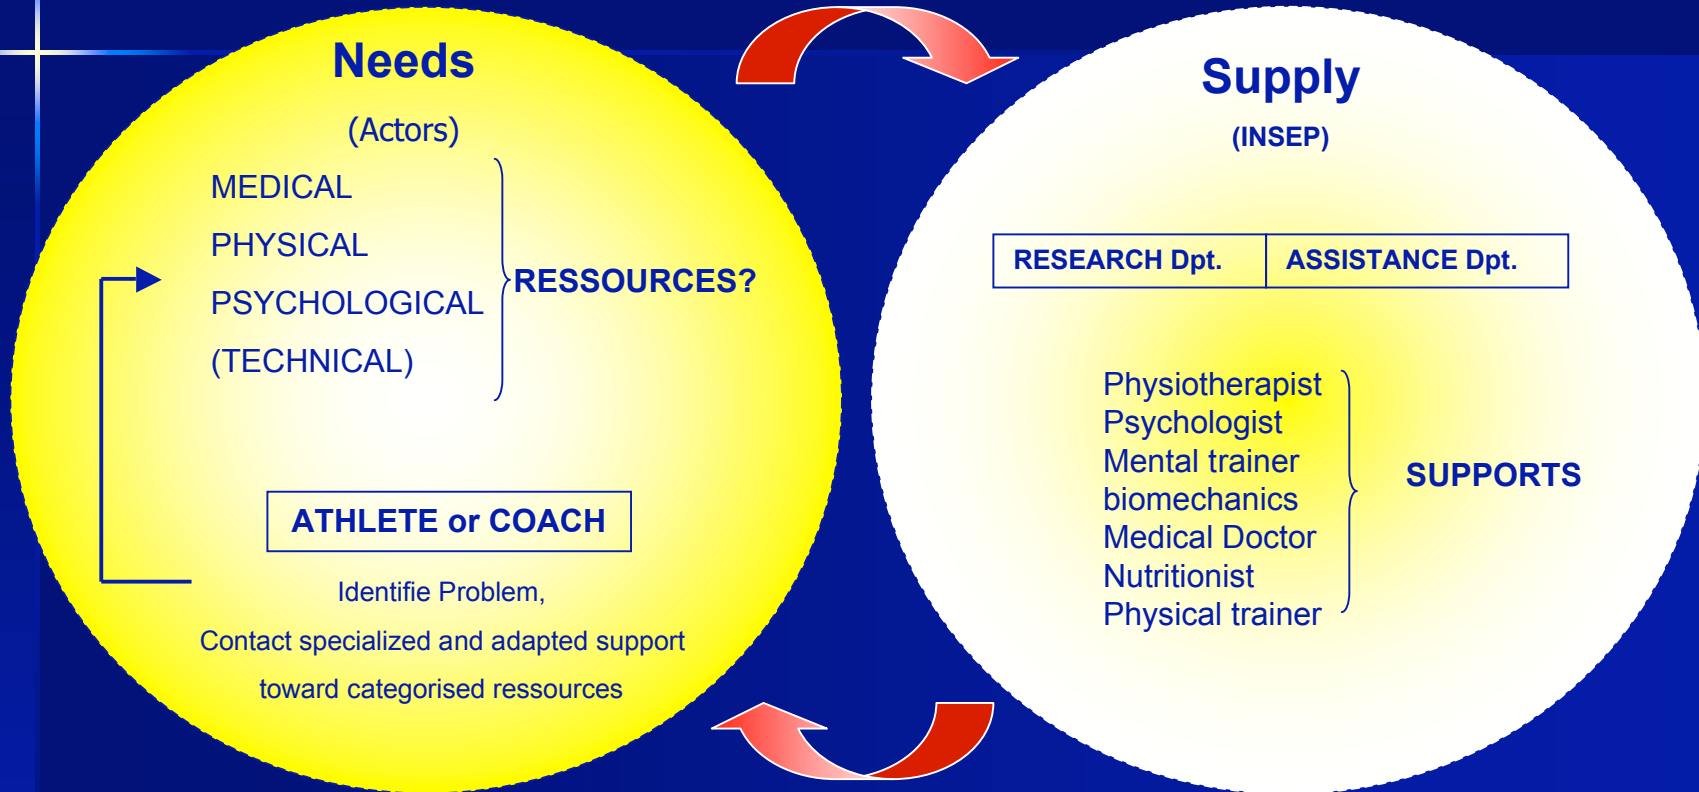 Needs
(Actors)
MEDICAL
PHYSICAL
PSYCHOLOGICAL
(TECHNICAL)
RESSOURCES?
ATHLETE or COACH
Identifie Problem,
Contact specialized and adapted support
toward categorised ressources
Supply
(INSEP)
RESEARCH Dpt.
ASSISTANCE Dpt.
Physiotherapist
Psychologist
Mental trainer
biomechanics
Medical Doctor
Nutritionist
Physical trainer
SUPPORTS